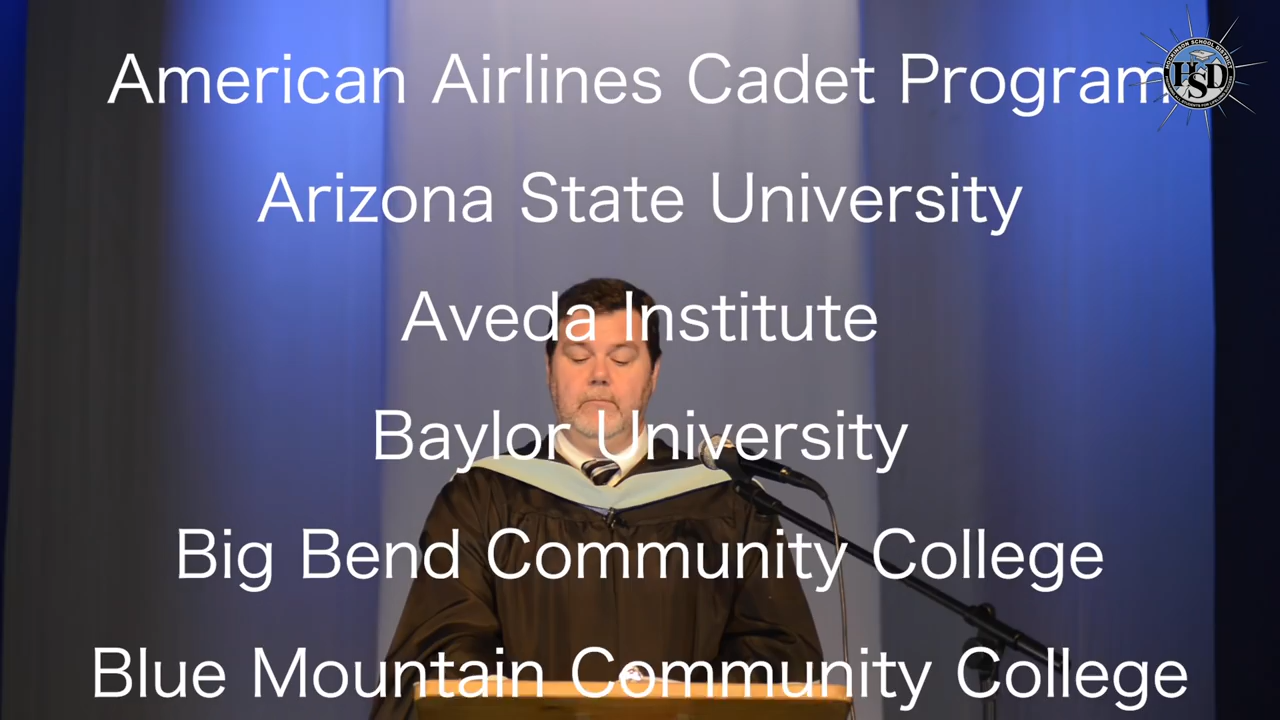 American Airlines Cadet Program
Arizona State University
Aveda Institute
Baylor University
Big Bend Community College
Blue Mountain Community College
HSD